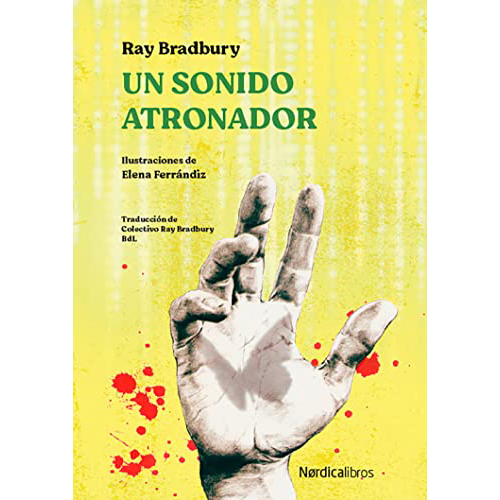 Ray Bradbury
UN SONIDO
ATRONADOR
Ilustraciones de
Elena Ferrándiz
Traducción de
Colectivo Ray Bradbury
BdL
Nørdicalibros